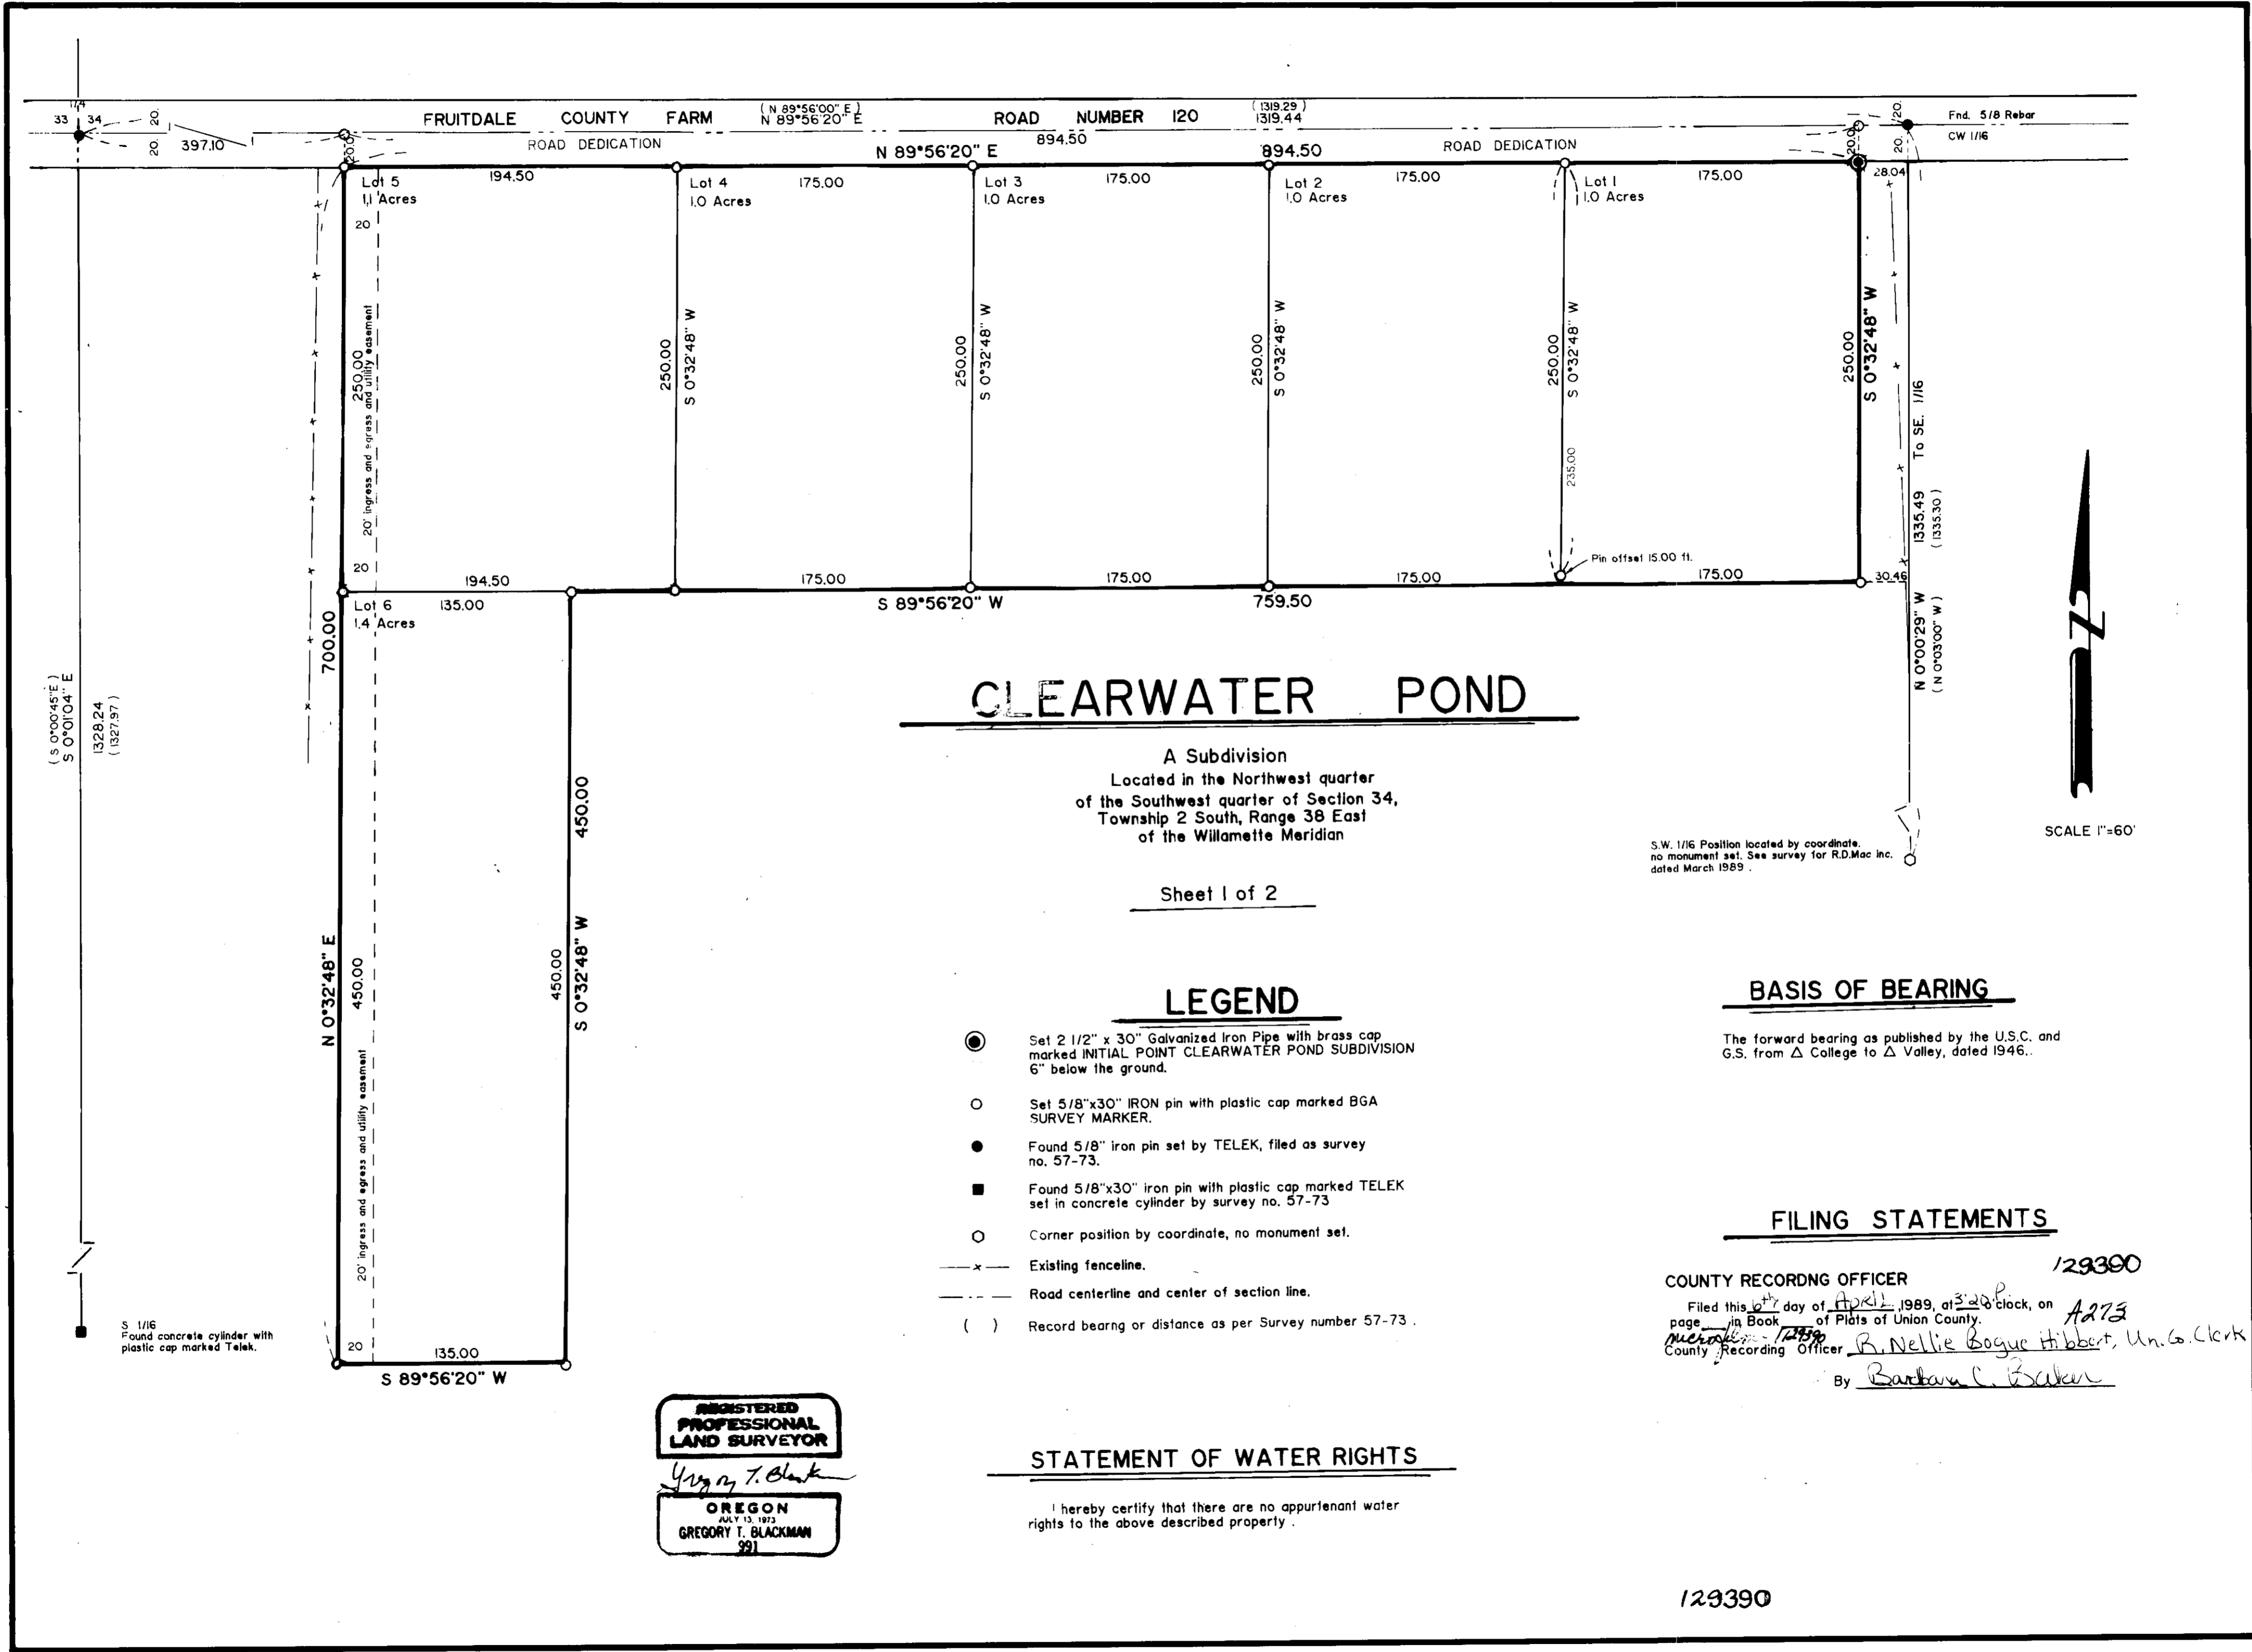 1/4
33 34
20.
20.
397.10
FRUITDALE COUNTY FARM ROAD NUMBER 120
( N 89°56'00" E )
N 89°56'20" E
( 1319.29 )
1319.44
20.
20.
Fnd. 5/8 Rebar
CW 1/16
20.0
20.0
ROAD DEDICATION
894.50
ROAD DEDICATION
N 89°56'20" E
894.50
194.50
175.00
175.00
175.00
175.00
28.04
Lot 5
1.1 Acres
Lot 4
1.0 Acres
Lot 3
1.0 Acres
Lot 2
1.0 Acres
Lot 1
1.0 Acres
20
250.00
20' ingress and egress and utility easement
20
250.00
S 0°32'48" W
250.00
S 0°32'48" W
250.00
S 0°32'48" W
250.00
S 0°32'48" W
235.00
250.00
S 0°32'48" W
Pin offset 15.00 ft.
To SE. 1/16
1335.49
( 1335.30 )
N 0°00'29" W
( N 0°03'00" W )
194.50
175.00
175.00
175.00
175.00
30.46
Lot 6
1.4 Acres
135.00
S 89°56'20" W
759.50
700.00
N 0°32'48" E
( S 0°00'45" E )
S 0°01'04" E
1328.24
( 1327.97 )
450.00
450.00
450.00
S 0°32'48" W
20' ingress and egress and utility easement
20
135.00
S 89°56'20" W
S 1/16
Found concrete cylinder with
plastic cap marked Telek.
CLEARWATER POND
A Subdivision
Located in the Northwest quarter
of the Southwest quarter of Section 34,
Township 2 South, Range 38 East
of the Willamette Meridian
Sheet 1 of 2
N
SCALE 1"=60'
S.W. 1/16 Position located by coordinate.
no monument set. See survey for R.D.Mac Inc.
dated March 1989 .
LEGEND
Set 2 1/2" x 30" Galvanized Iron Pipe with brass cap
marked INITIAL POINT CLEARWATER POND SUBDIVISION
6" below the ground.
Set 5/8"x30" IRON pin with plastic cap marked BGA
SURVEY MARKER.
Found 5/8" iron pin set by TELEK, filed as survey
no. 57-73.
Found 5/8"x30" iron pin with plastic cap marked TELEK
set in concrete cylinder by survey no. 57-73
Corner position by coordinate, no monument set.
Existing fenceline.
Road centerline and center of section line.
( ) Record bearng or distance as per Survey number 57-73 .
BASIS OF BEARING
The forward bearing as published by the U.S.C. and
G.S. from △ College to △ Valley, dated 1946..
FILING STATEMENTS
129390
COUNTY RECORDNG OFFICER
Filed this 6th day of April ,1989, at 3:20 P o'clock, on
page in Book of Plats of Union County. A273
Microfilm - 129390
County Recording Officer R. Nellie Bogue Hibbert, Un. Co. Clerk
By Barbara C. Baker
REGISTERED
PROFESSIONAL
LAND SURVEYOR
Gregory T. Blackman
OREGON
JULY 13, 1973
GREGORY T. BLACKMAN
991
STATEMENT OF WATER RIGHTS
I hereby certify that there are no appurtenant water
rights to the above described property .
129390